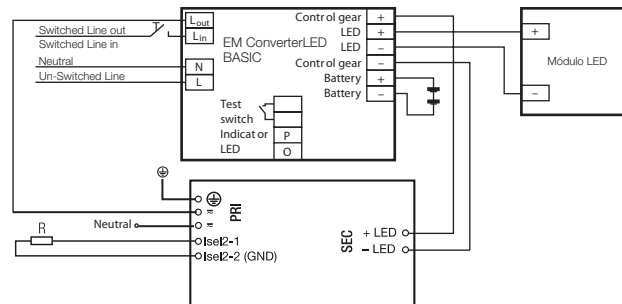 Switched Line out
Switched Line in
Neutral
Un-Switched Line
Lout
Lin
N
L
EM ConverterLED
BASIC
Control gear +
LED +
LED –
Control gear –
Battery +
Battery –
Test
switch
Indicat or P
LED O
+
Módulo LED
–
PRI
=
=
Neutral
R
Isel2-1
Isel2-2 (GND)
SEC
+ LED
– LED